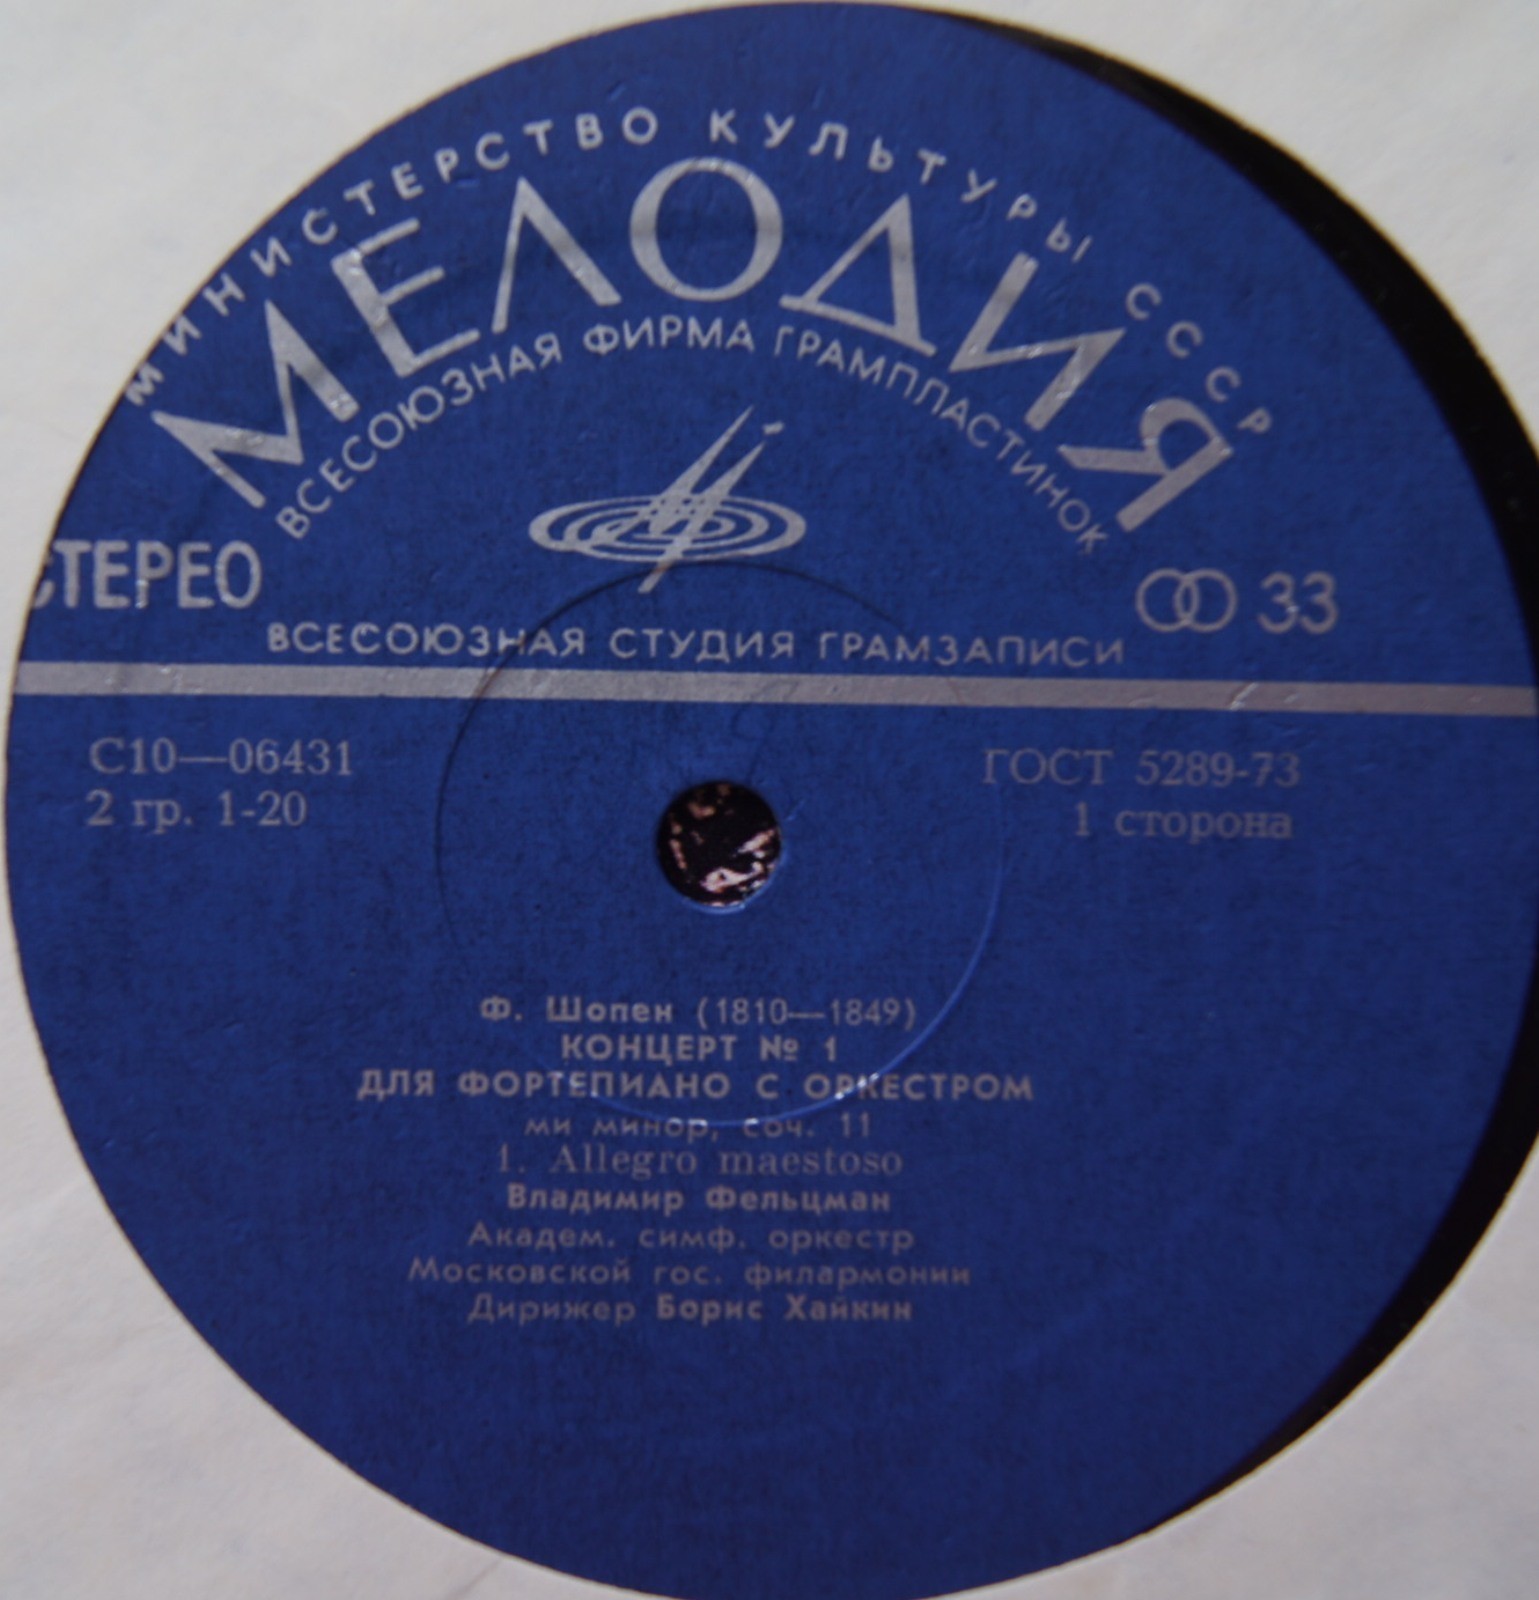 МИНИСТЕРСТВО КУЛЬТУРЫ СССР
МЕЛОДИЯ
ВСЕСОЮЗНАЯ ФИРМА ГРАМПЛАСТИНОК
СТЕРЕО
33
ВСЕСОЮЗНАЯ СТУДИЯ ГРАМЗАПИСИ
С10—06431
ГОСТ 5289-73
2 гр. 1-20
1 сторона
Ф. Шопен (1810—1849)
КОНЦЕРТ № 1
ДЛЯ ФОРТЕПИАНО С ОРКЕСТРОМ
ми минор, соч. 11
1. Allegro maestoso
Владимир Фельцман
Академ. симф. оркестр
Московской гос. филармонии
Дирижер Борис Хайкин